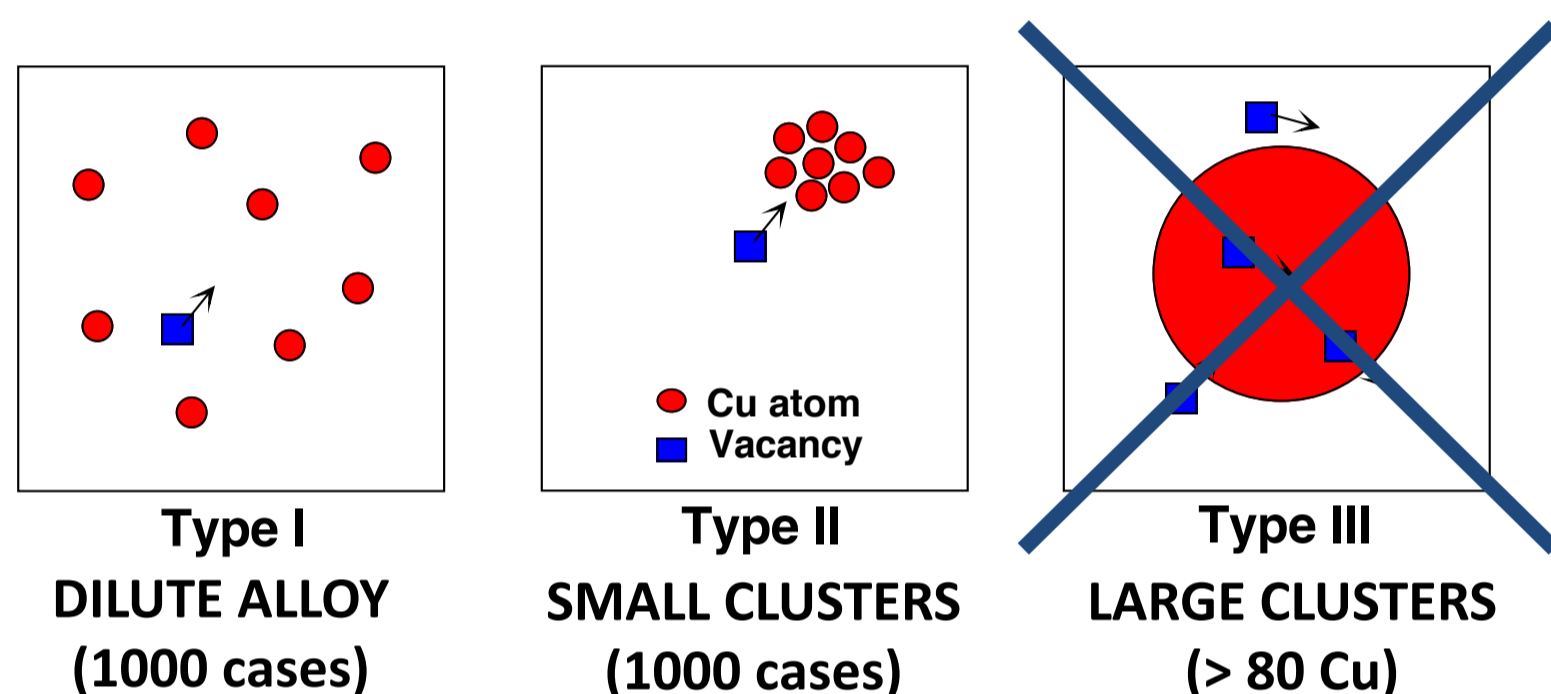 Cu atom
Vacancy
Type I
DILUTE ALLOY
(1000 cases)
Type II
SMALL CLUSTERS
(1000 cases)
Type III
LARGE CLUSTERS
(> 80 Cu)